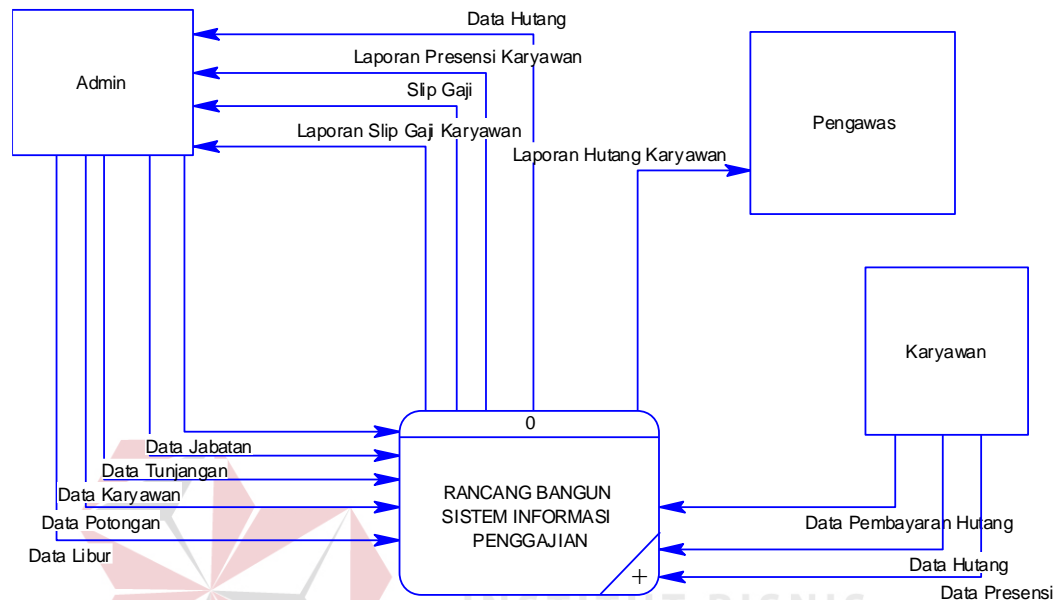 Data Hutang
Laporan Presensi Karyawan
Admin
Slip Gaji
Laporan Slip Gaji Karyawan
Pengawas
Laporan Hutang Karyawan
Karyawan
0
Data Jabatan
Data Tunjangan
Data Karyawan
Data Potongan
Data Libur
RANCANG BANGUN
SISTEM INFORMASI
PENGGAJIAN
+
Data Pembayaran Hutang
Data Hutang
Data Presensi
INSTITUT BISNIS